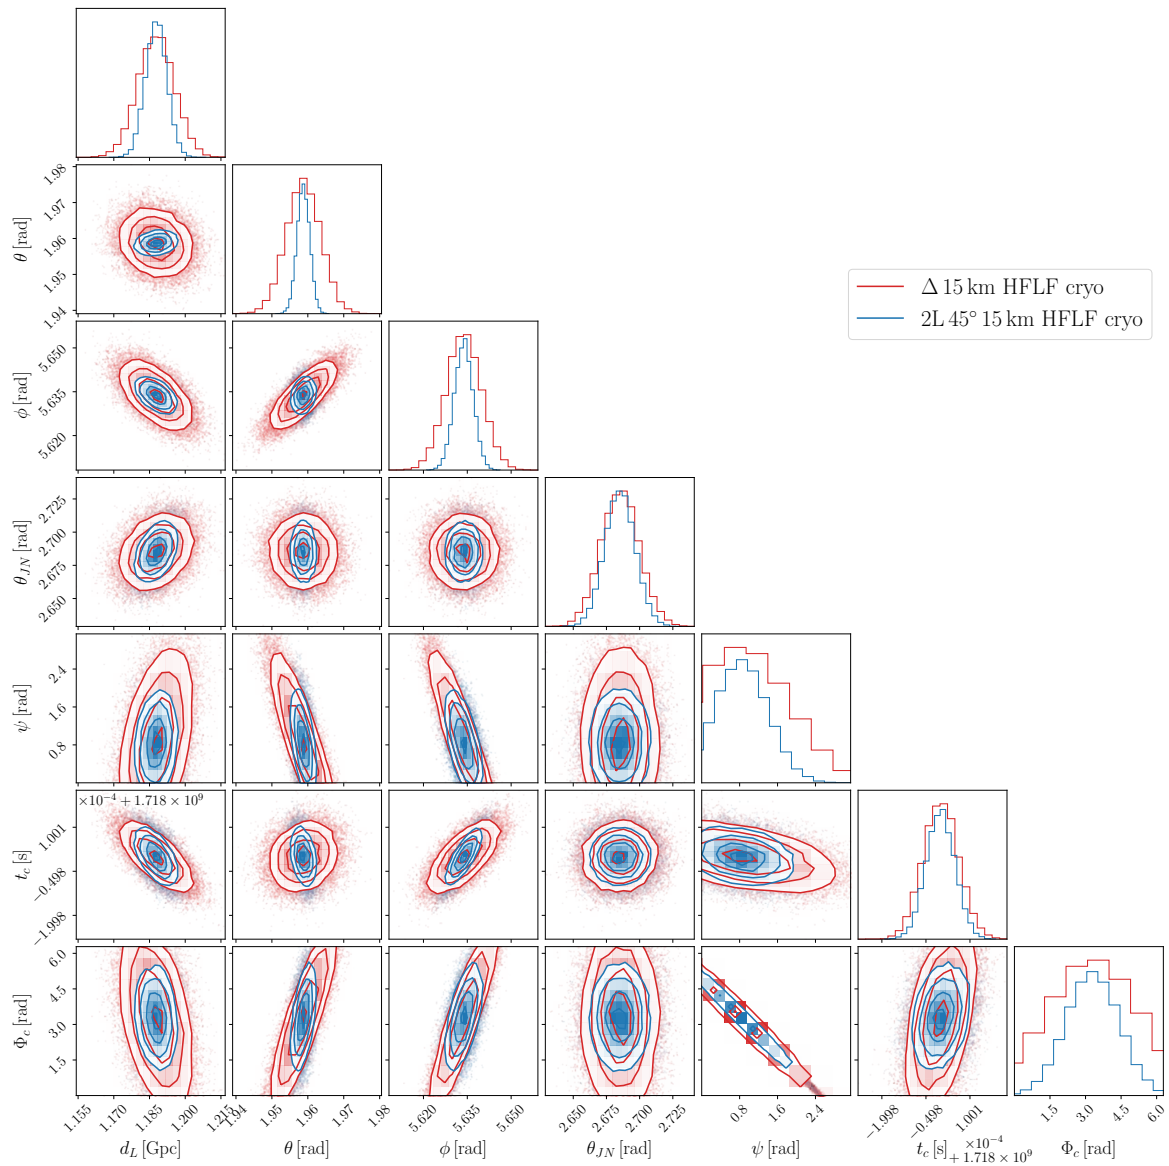 1.98
1.97
1.96
1.95
1.94
θ [rad]
Δ 15 km HFLF cryo
2L 45° 15 km HFLF cryo
5.650
5.635
5.620
ϕ [rad]
2.725
2.700
2.675
2.650
θ_JN [rad]
2.4
1.6
0.8
ψ [rad]
×10⁻⁴ + 1.718 × 10⁹
1.001
−0.498
−1.998
t_c [s]
6.0
4.5
3.0
1.5
Φ_c [rad]
1.155 1.170 1.185 1.200 1.215
1.94 1.95 1.96 1.97 1.98
5.620 5.635 5.650
2.650 2.675 2.700 2.725
0.8 1.6 2.4
−1.998 −0.498 1.001
1.5 3.0 4.5 6.0
d_L [Gpc] θ [rad] ϕ [rad] θ_JN [rad] ψ [rad] t_c [s] ×10⁻⁴ + 1.718 × 10⁹ Φ_c [rad]